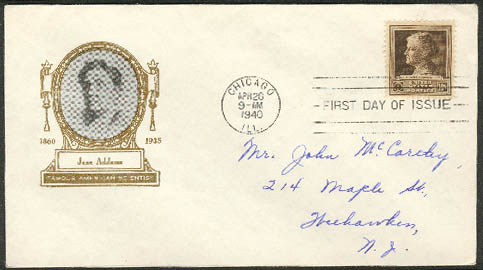 1860 1935
Jane Addams
FAMOUS AMERICAN SCIENTIST
CHICAGO
APR 26
9-AM
1940
ILL.
FIRST DAY OF ISSUE
Mr. John McCarthy,
214 Maple St.,
Weehawken,
N. J.